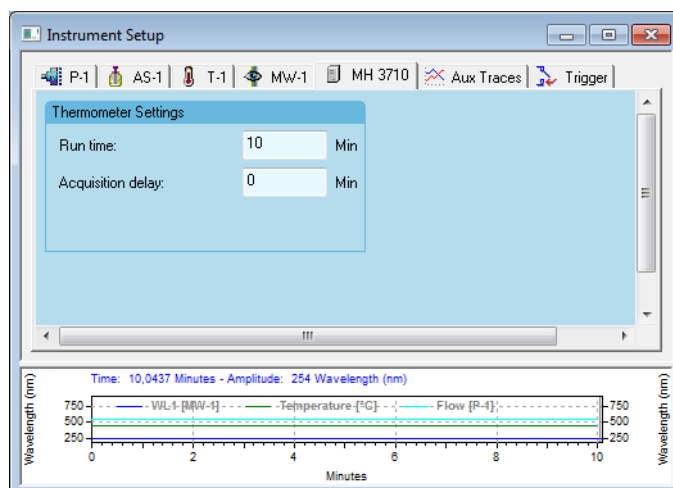 Instrument Setup
P-1 AS-1 T-1 MW-1 MH 3710 Aux Traces Trigger
Thermometer Settings
Run time: 10 Min
Acquisition delay: 0 Min
Time: 10,0437 Minutes - Amplitude: 254 Wavelength (nm)
WL-1 [MW-1] Temperature [°C] Flow [P-1]
Wavelength (nm)
750
500
250
750
500
250
Wavelength (nm)
0 2 4 6 8 10
Minutes